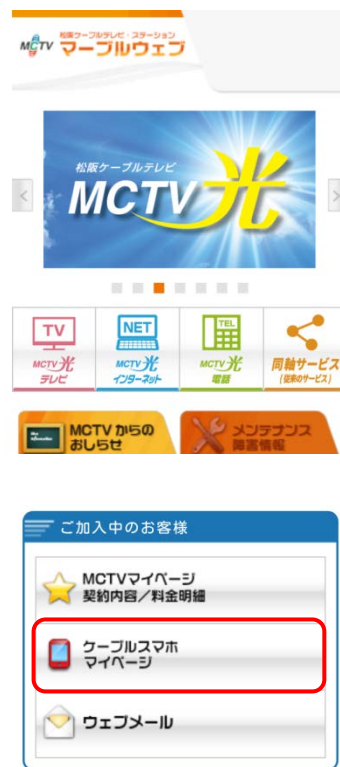 松阪ケーブルテレビ・ステーション
MCTV マーブルウェブ
松阪ケーブルテレビ
MCTV光
TV
NET
TEL
MCTV光
テレビ
MCTV光
インターネット
MCTV光
電話
同軸サービス
(従来のサービス)
MCTVからの
おしらせ
メンテナンス
障害情報
ご加入中のお客様
MCTVマイページ
契約内容／料金明細
ケーブルスマホ
マイページ
ウェブメール